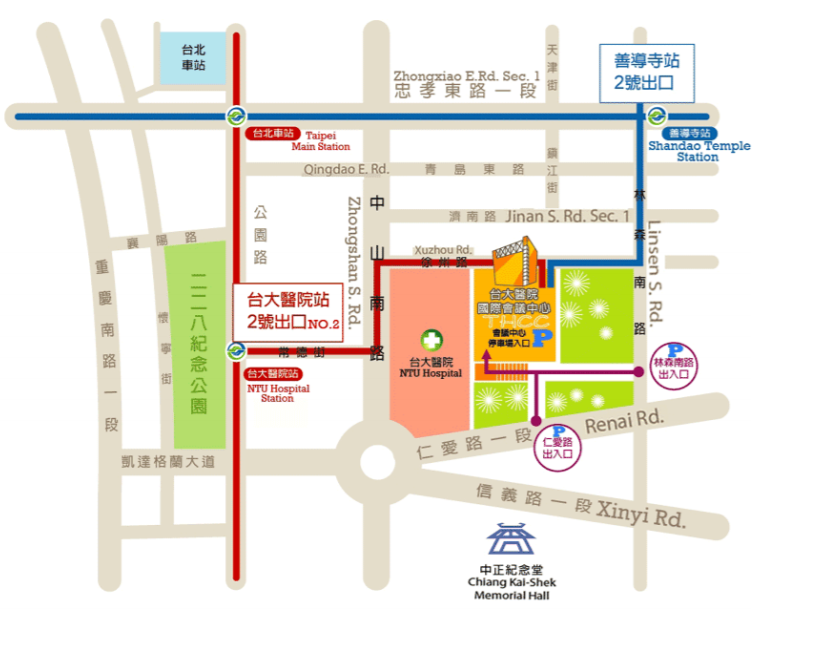 台北
車站
天津街
善導寺站
2號出口
Zhongxiao E.Rd. Sec. 1
忠孝東路一段
台北車站
Taipei
Main Station
善導寺站
Shandao Temple
Station
鎮江街
Qingdao E. Rd.
青島東路
林森南路
公園路
Zhongshan S. Rd.
中山南路
濟南路 Jinan S. Rd. Sec. 1
Linsen S. Rd.
襄陽路
Xuzhou Rd.
徐州路
重慶南路一段
懷寧街
二二八紀念公園
台大醫院站
2號出口NO.2
台大醫院
國際會議中心
THCC
會議中心
停車場入口
P
常德街
台大醫院站
NTU Hospital
Station
台大醫院
NTU Hospital
P
林森南路
出入口
仁愛路一段 Renai Rd.
P
仁愛路
出入口
凱達格蘭大道
信義路一段 Xinyi Rd.
中正紀念堂
Chiang Kai-Shek
Memorial Hall